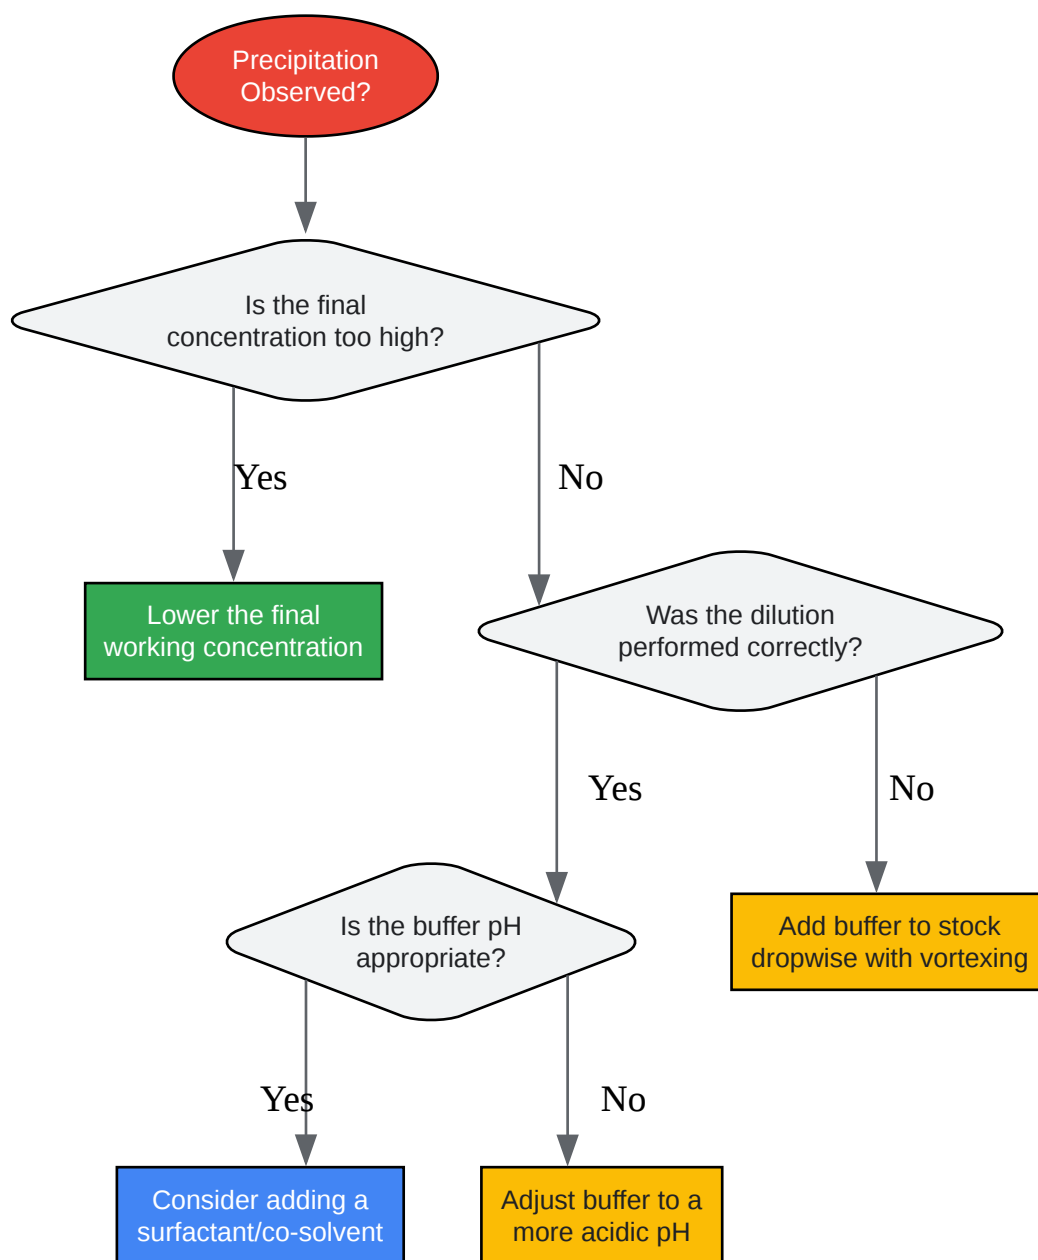 Precipitation
Observed?
Is the final
concentration too high?
Yes
No
Lower the final
working concentration
Was the dilution
performed correctly?
Yes
No
Is the buffer pH
appropriate?
Add buffer to stock
dropwise with vortexing
Yes
No
Consider adding a
surfactant/co-solvent
Adjust buffer to a
more acidic pH